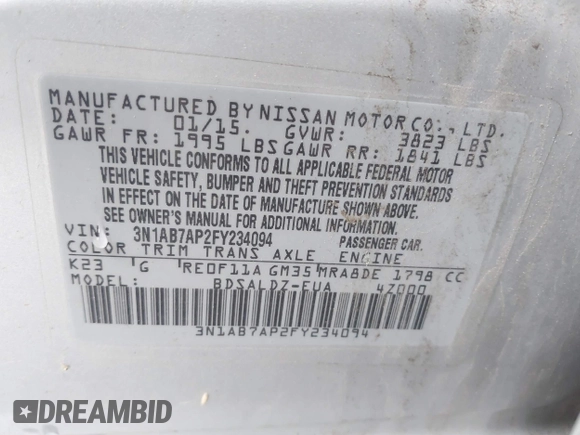 MANUFACTURED BY NISSAN MOTOR CO., LTD.
DATE: 01/15. GVWR: 3823 LBS
GAWR FR: 1995 LBS GAWR RR: 1841 LBS
THIS VEHICLE CONFORMS TO ALL APPLICABLE FEDERAL MOTOR
VEHICLE SAFETY, BUMPER AND THEFT PREVENTION STANDARDS
IN EFFECT ON THE DATE OF MANUFACTURE SHOWN ABOVE.
SEE OWNER'S MANUAL FOR ADDITIONAL INFORMATION.
VIN: 3N1AB7AP2FY234094 PASSENGER CAR.
COLOR TRIM TRANS AXLE ENGINE
K23 G RE0F11A GM35 MRA8DE 1798 CC
MODEL: BDSALDZ-EUA 4Z000
3N1AB7AP2FY234094
DREAMBID